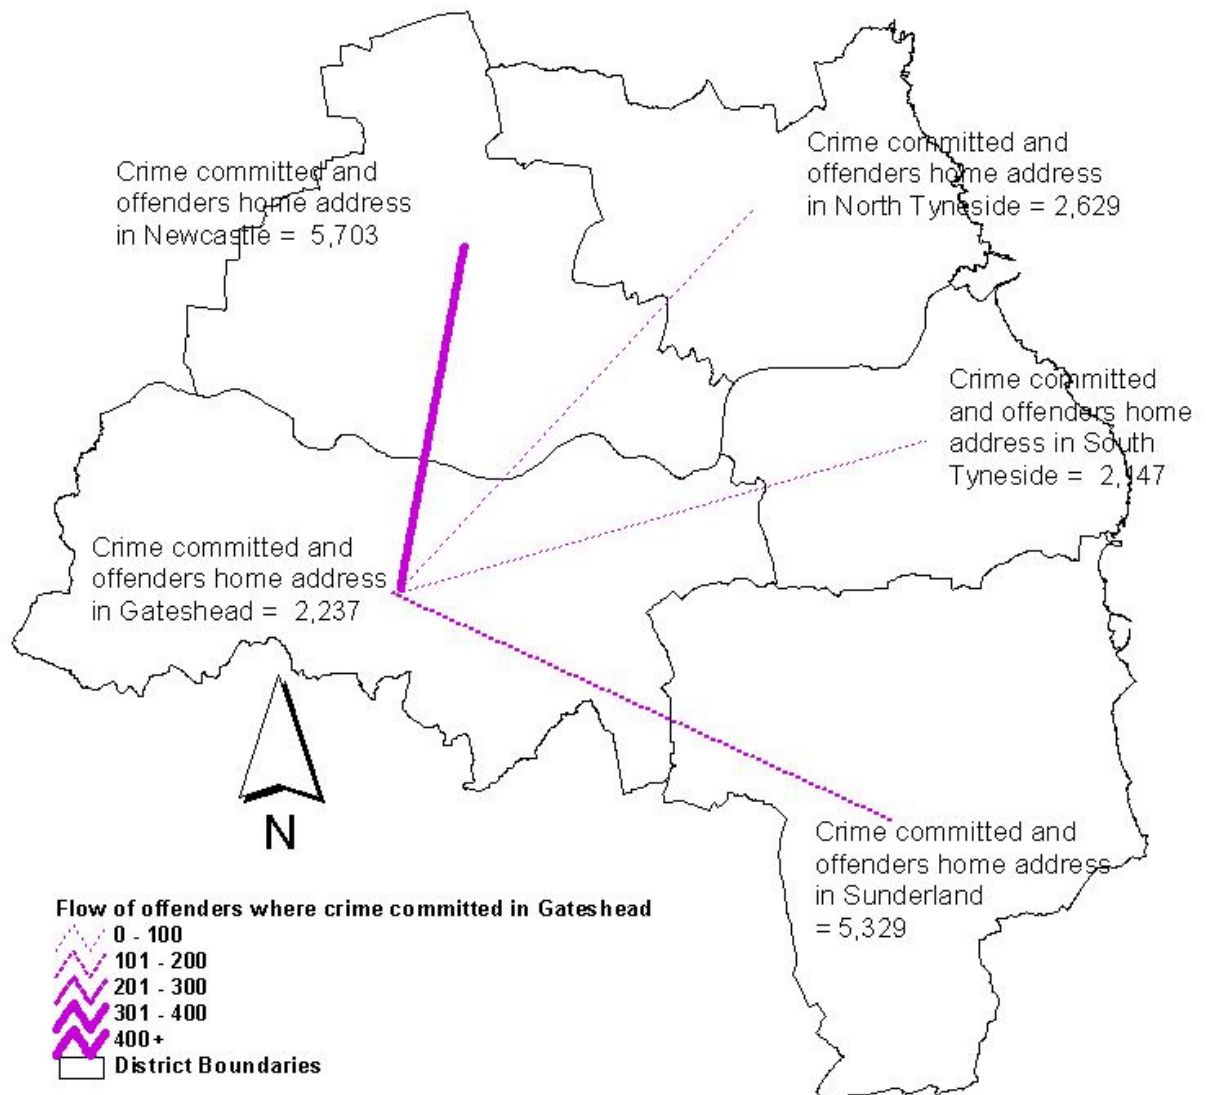 Crime committed and
offenders home address
in North Tyneside = 2,629
Crime committed and
offenders home address
in Newcastle = 5,703
Crime committed
and offenders home
address in South
Tyneside = 2,147
Crime committed and
offenders home address
in Gateshead = 2,237
N
Crime committed and
offenders home address
in Sunderland
= 5,329
Flow of offenders where crime committed in Gateshead
0 - 100
101 - 200
201 - 300
301 - 400
400+
District Boundaries